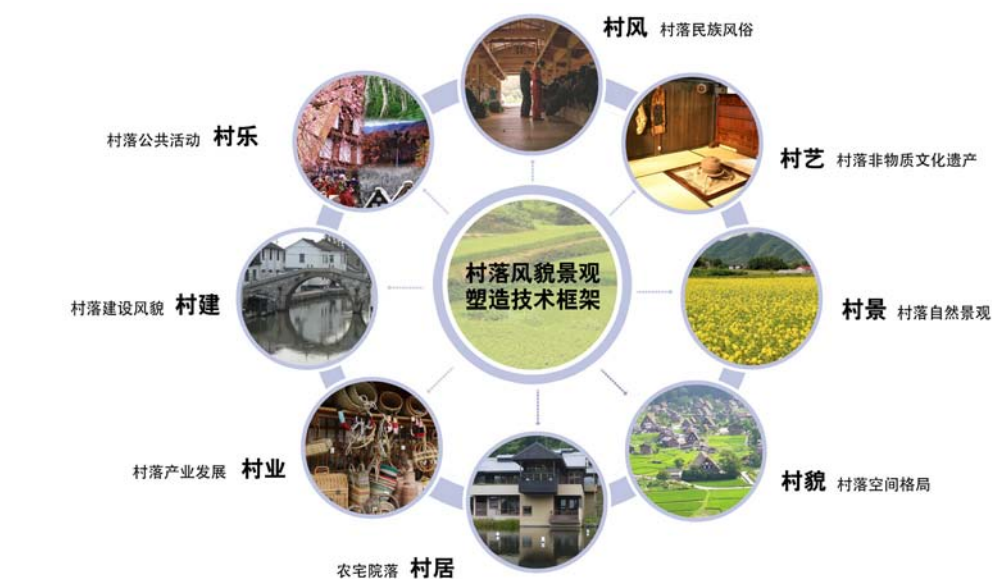 村风 村落民族风俗
村乐 村落公共活动
村艺 村落非物质文化遗产
村落风貌景观
塑造技术框架
村建 村落建设风貌
村景 村落自然景观
村业 村落产业发展
村貌 村落空间格局
农宅院落 村居